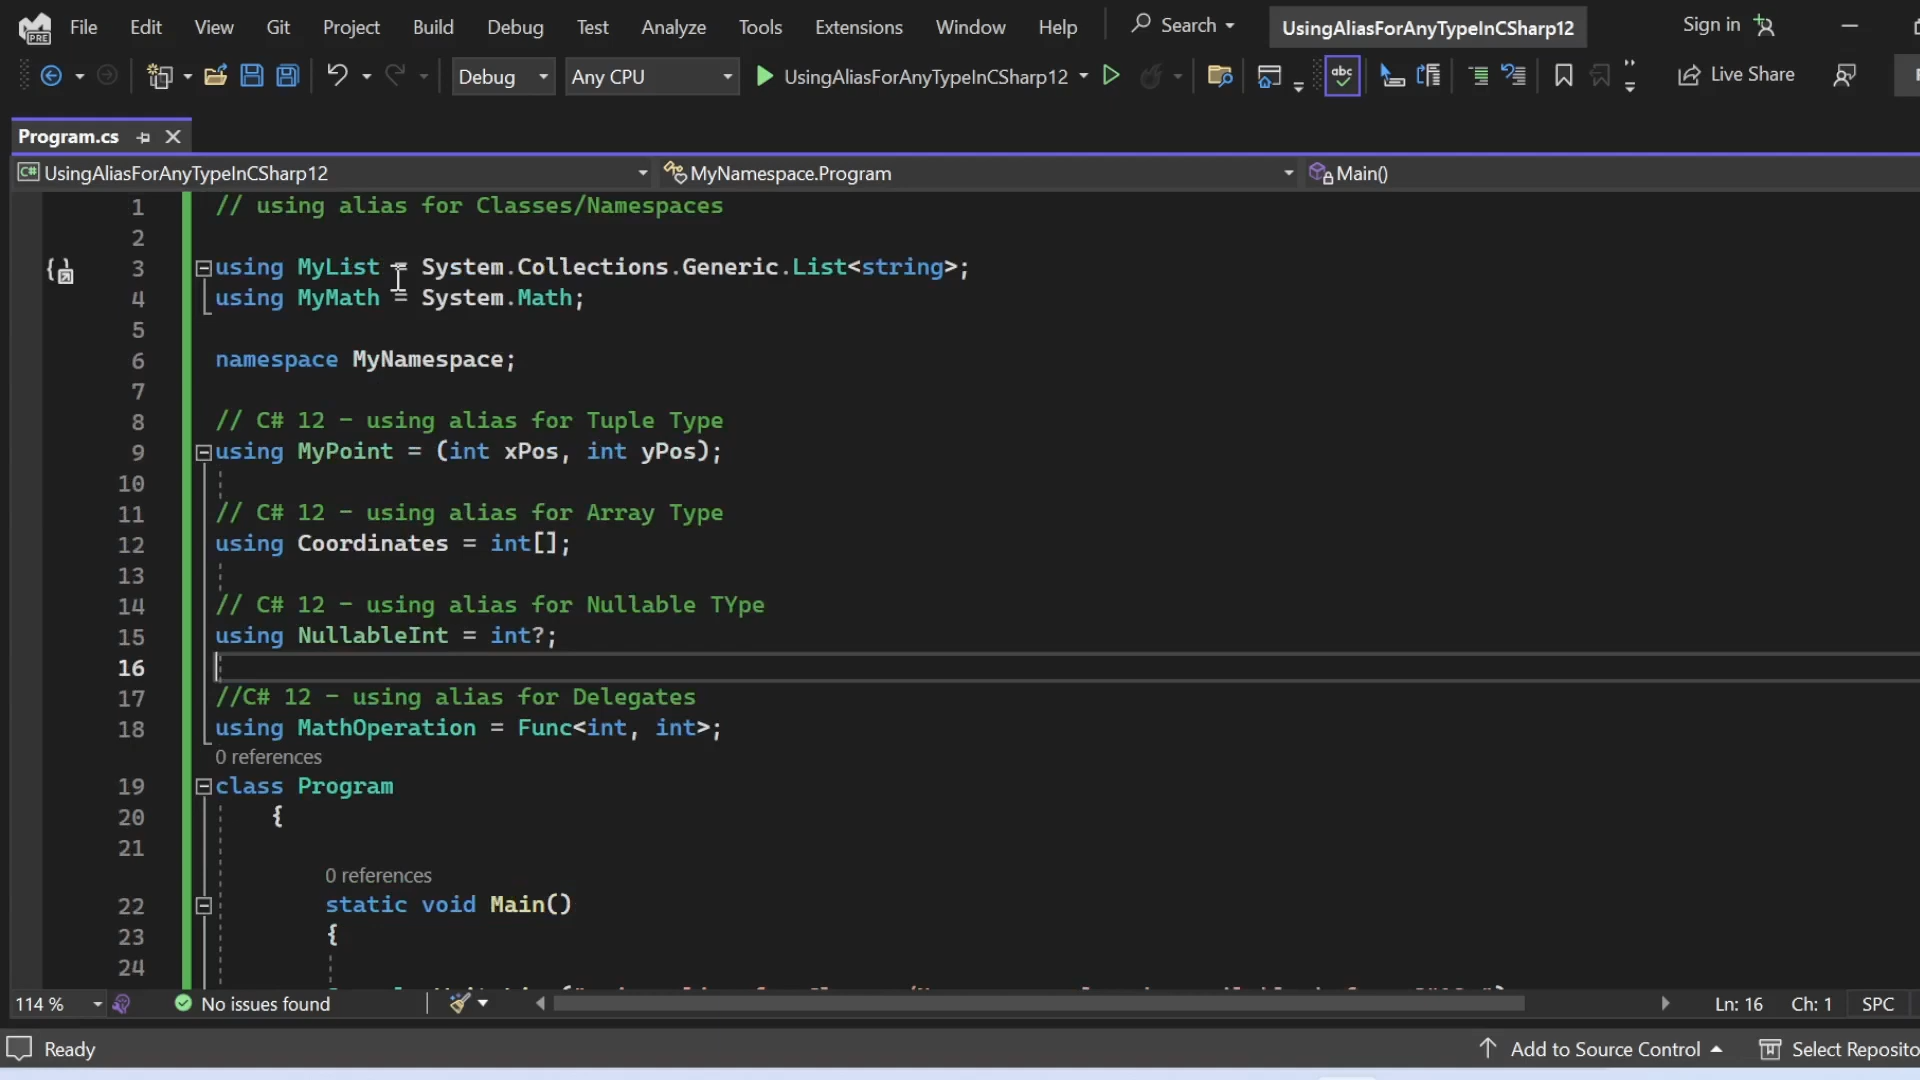 File Edit View Git Project Build Debug Test Analyze Tools Extensions Window Help Search UsingAliasForAnyTypeInCSharp12 Sign in
PRE
Debug Any CPU UsingAliasForAnyTypeInCSharp12 abc Live Share
Program.cs
C# UsingAliasForAnyTypeInCSharp12 MyNamespace.Program Main()
1 // using alias for Classes/Namespaces
2
3 using MyList = System.Collections.Generic.List<string>;
4 using MyMath = System.Math;
5
6 namespace MyNamespace;
7
8 // C# 12 - using alias for Tuple Type
9 using MyPoint = (int xPos, int yPos);
10
11 // C# 12 - using alias for Array Type
12 using Coordinates = int[];
13
14 // C# 12 - using alias for Nullable TYpe
15 using NullableInt = int?;
16
17 //C# 12 - using alias for Delegates
18 using MathOperation = Func<int, int>;
0 references
19 class Program
20 {
21
0 references
22 static void Main()
23 {
24
114 % No issues found Ln: 16 Ch: 1 SPC
Ready Add to Source Control Select Reposito